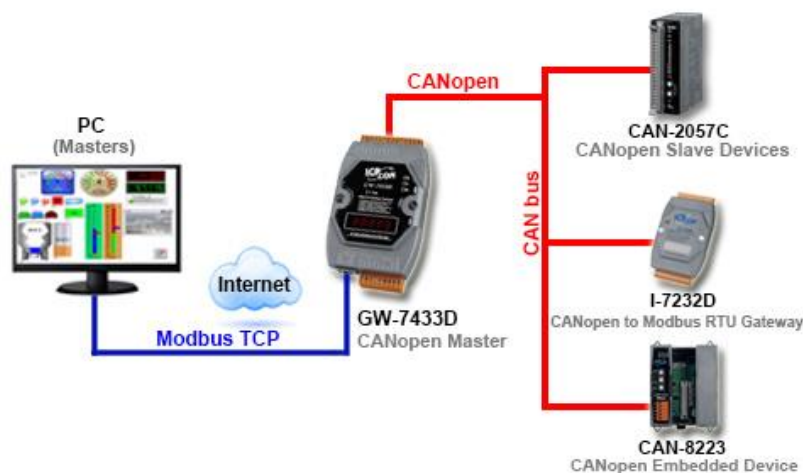 PC
(Masters)
Internet
Modbus TCP
GW-7433D
CANopen Master
CANopen
CAN bus
CAN-2057C
CANopen Slave Devices
I-7232D
CANopen to Modbus RTU Gateway
CAN-8223
CANopen Embedded Device